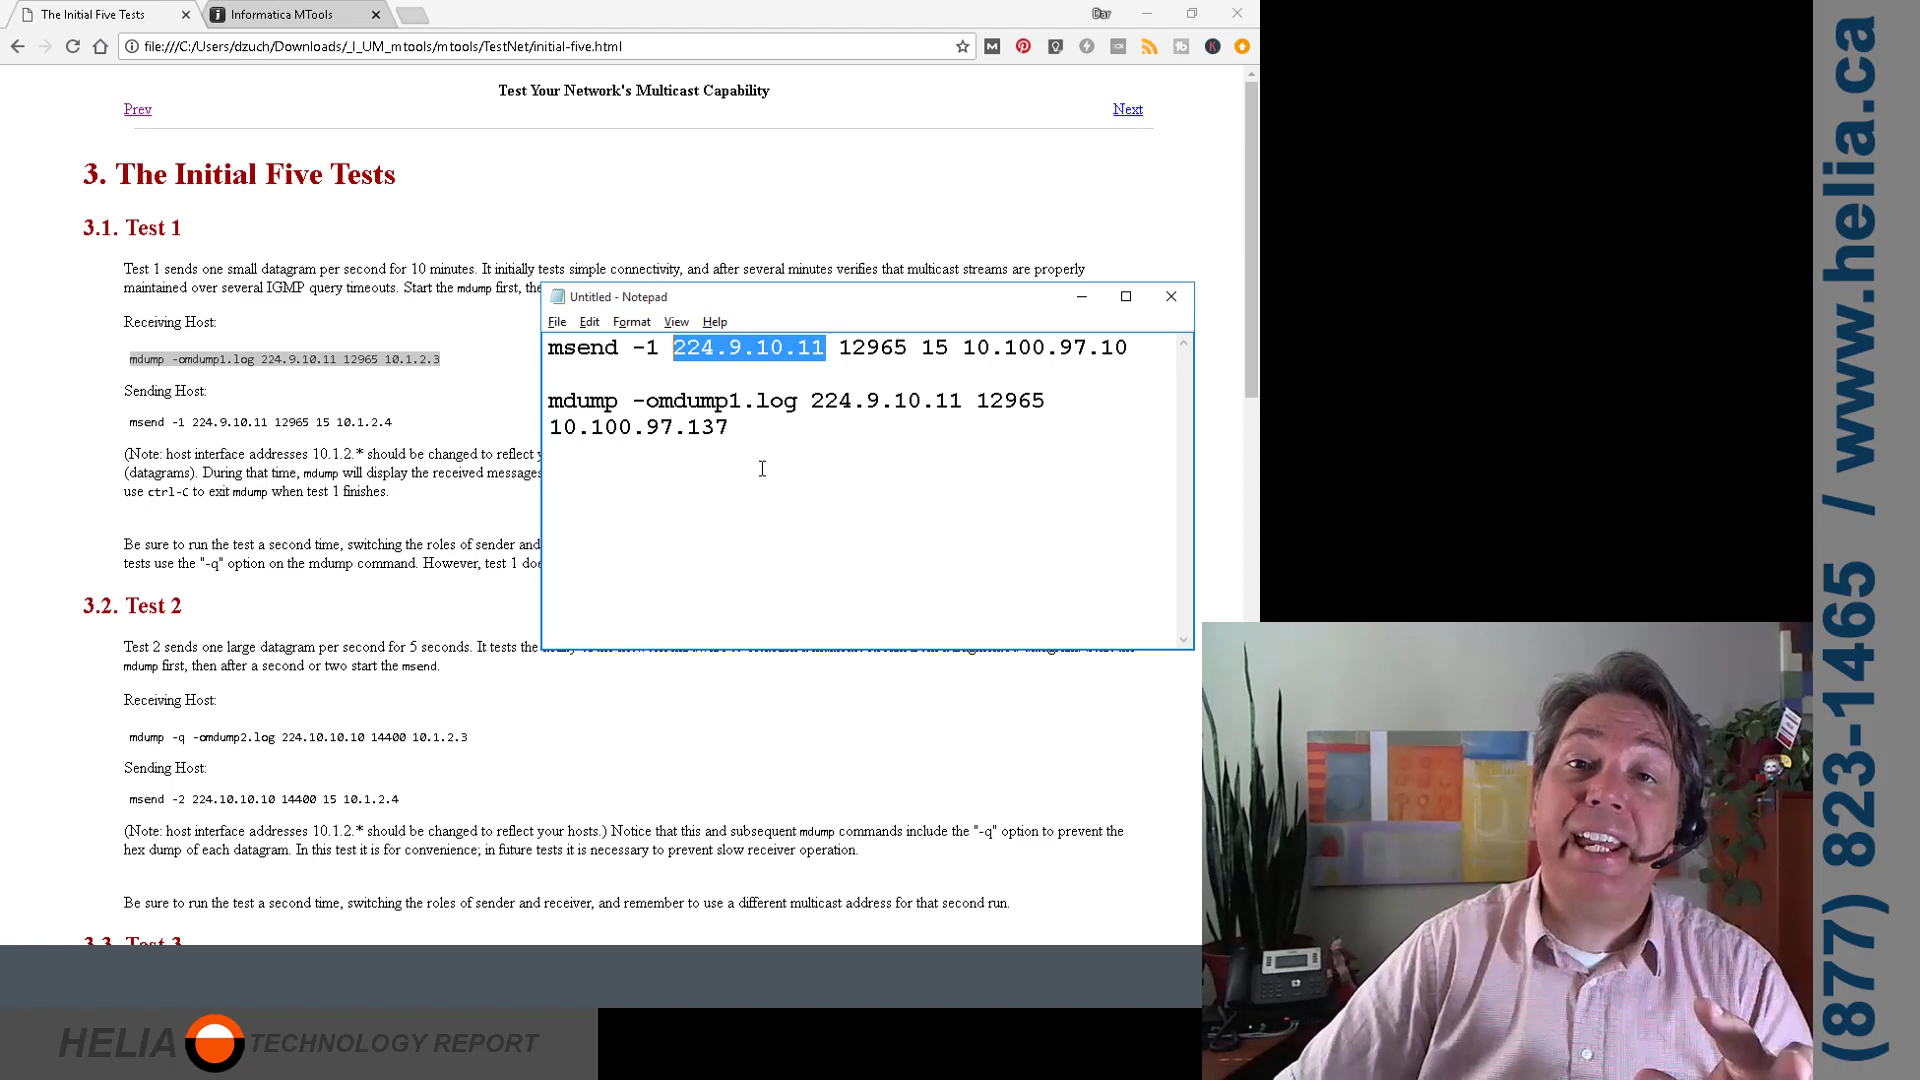 The Initial Five Tests
Informatica MTools
Dar
file:///C:/Users/dzuch/Downloads/_I_UM_mtools/mtools/TestNet/initial-five.html
Test Your Network's Multicast Capability
Prev
Next
3. The Initial Five Tests
3.1. Test 1
Test 1 sends one small datagram per second for 10 minutes. It initially tests simple connectivity, and after several minutes verifies that multicast streams are properly
maintained over several IGMP query timeouts. Start the mdump first, the
Receiving Host:
mdump -omdump1.log 224.9.10.11 12965 10.1.2.3
Sending Host:
msend -1 224.9.10.11 12965 15 10.1.2.4
(Note: host interface addresses 10.1.2.* should be changed to reflect y
(datagrams). During that time, mdump will display the received messages
use ctrl-C to exit mdump when test 1 finishes.
Be sure to run the test a second time, switching the roles of sender and
tests use the "-q" option on the mdump command. However, test 1 doe
Untitled - Notepad
File Edit Format View Help
msend -1 224.9.10.11 12965 15 10.100.97.10
mdump -omdump1.log 224.9.10.11 12965
10.100.97.137
3.2. Test 2
Test 2 sends one large datagram per second for 5 seconds. It tests the
mdump first, then after a second or two start the msend.
Receiving Host:
mdump -q -omdump2.log 224.10.10.10 14400 10.1.2.3
Sending Host:
msend -2 224.10.10.10 14400 15 10.1.2.4
(Note: host interface addresses 10.1.2.* should be changed to reflect your hosts.) Notice that this and subsequent mdump commands include the "-q" option to prevent the
hex dump of each datagram. In this test it is for convenience; in future tests it is necessary to prevent slow receiver operation.
Be sure to run the test a second time, switching the roles of sender and receiver, and remember to use a different multicast address for that second run.
3.3. Test 3
HELIA TECHNOLOGY REPORT
(877) 823-1465 / www.helia.ca